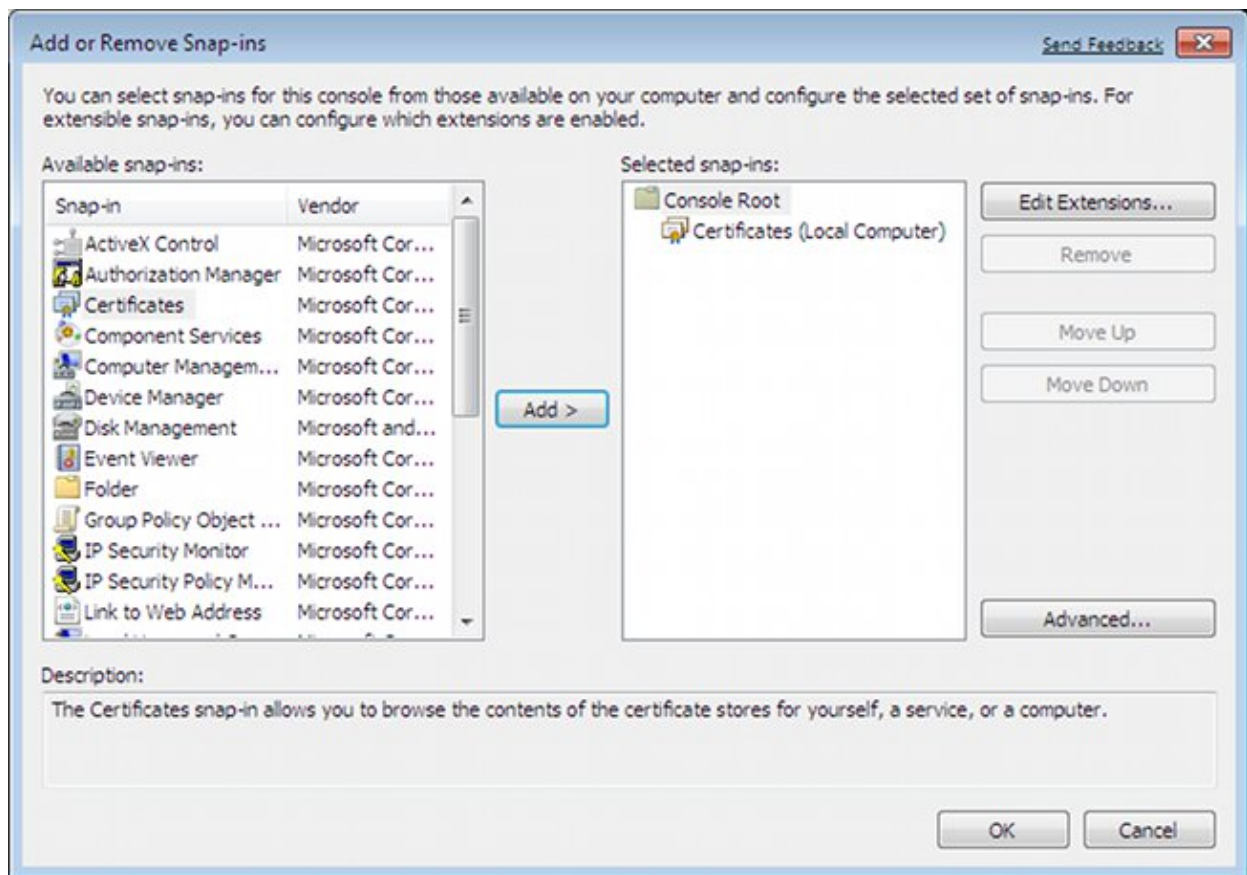 Add or Remove Snap-ins
Send Feedback
You can select snap-ins for this console from those available on your computer and configure the selected set of snap-ins. For
extensible snap-ins, you can configure which extensions are enabled.
Available snap-ins:
Snap-in Vendor
ActiveX Control Microsoft Cor...
Authorization Manager Microsoft Cor...
Certificates Microsoft Cor...
Component Services Microsoft Cor...
Computer Managem... Microsoft Cor...
Device Manager Microsoft Cor...
Disk Management Microsoft and...
Event Viewer Microsoft Cor...
Folder Microsoft Cor...
Group Policy Object ... Microsoft Cor...
IP Security Monitor Microsoft Cor...
IP Security Policy M... Microsoft Cor...
Link to Web Address Microsoft Cor...
Add >
Selected snap-ins:
Console Root
Certificates (Local Computer)
Edit Extensions...
Remove
Move Up
Move Down
Advanced...
Description:
The Certificates snap-in allows you to browse the contents of the certificate stores for yourself, a service, or a computer.
OK
Cancel